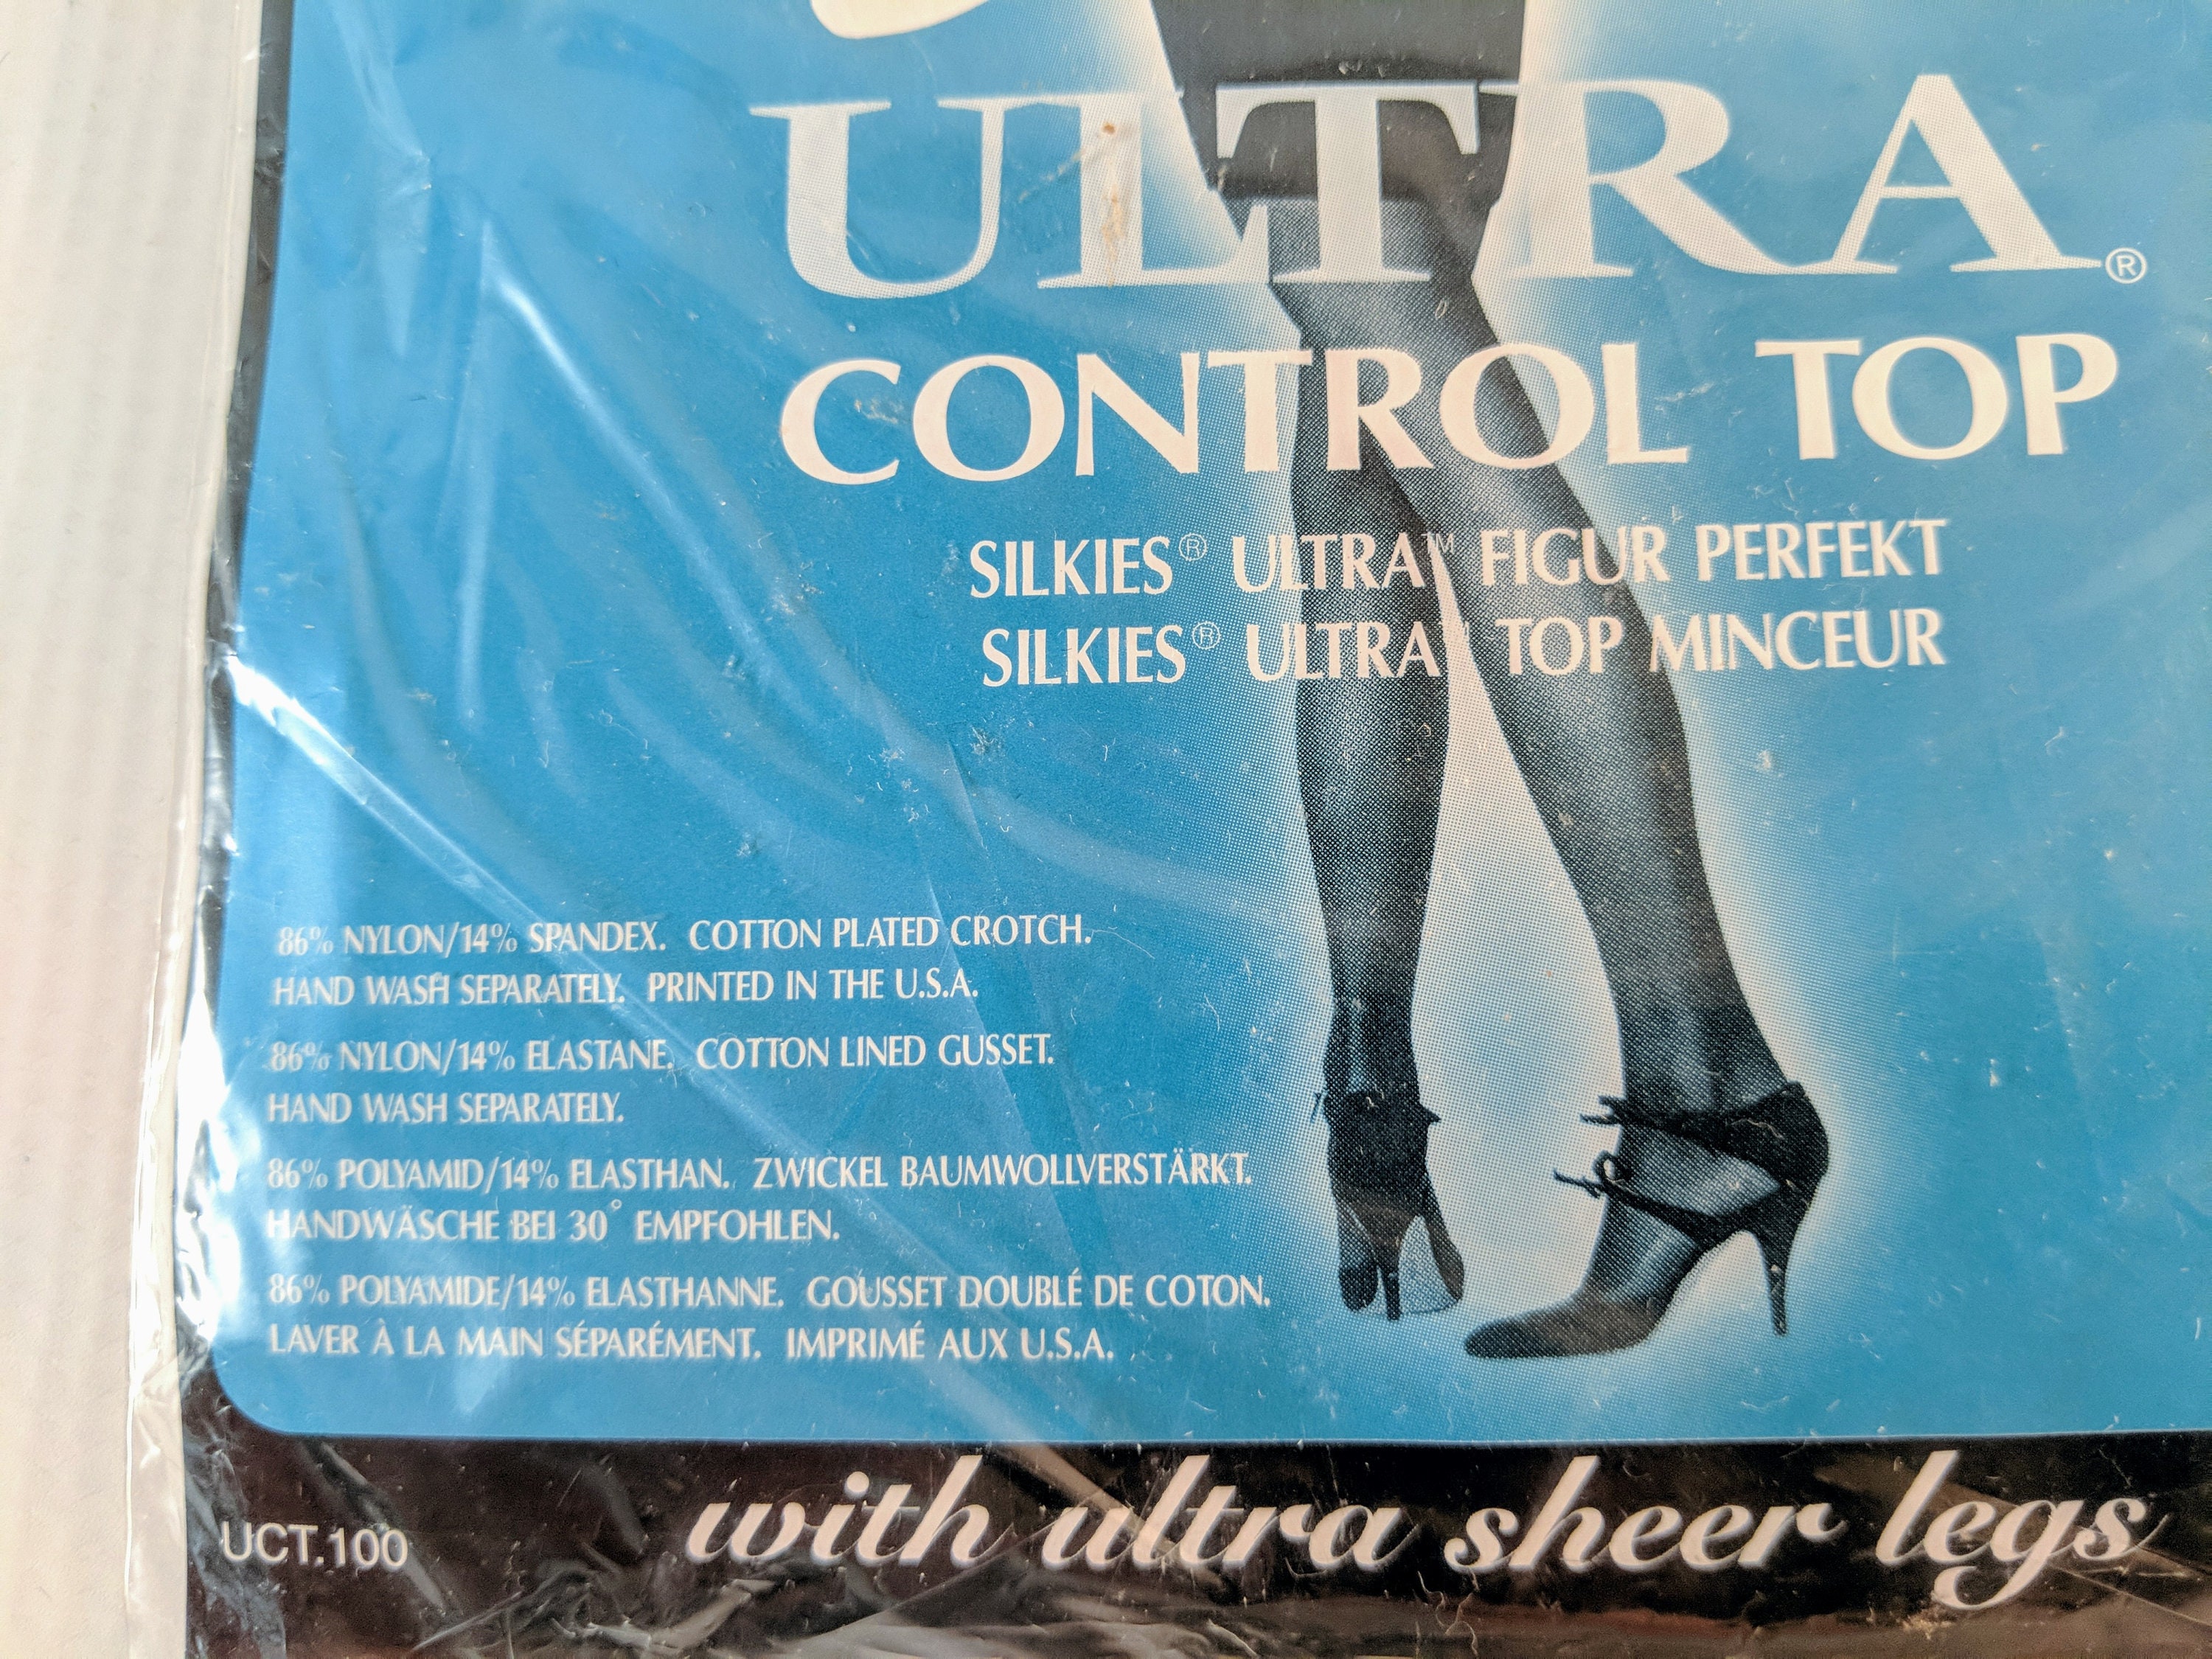 ULTRA®
CONTROL TOP
SILKIES® ULTRA™ FIGUR PERFEKT
SILKIES® ULTRA™ TOP MINCEUR
86% NYLON/14% SPANDEX. COTTON PLATED CROTCH.
HAND WASH SEPARATELY. PRINTED IN THE U.S.A.
86% NYLON/14% ELASTANE. COTTON LINED GUSSET.
HAND WASH SEPARATELY.
86% POLYAMID/14% ELASTHAN. ZWICKEL BAUMWOLLVERSTÄRKT.
HANDWÄSCHE BEI 30° EMPFOHLEN.
86% POLYAMIDE/14% ELASTHANNE. GOUSSET DOUBLÉ DE COTON.
LAVER À LA MAIN SÉPARÉMENT. IMPRIMÉ AUX U.S.A.
with ultra sheer legs
UCT.100